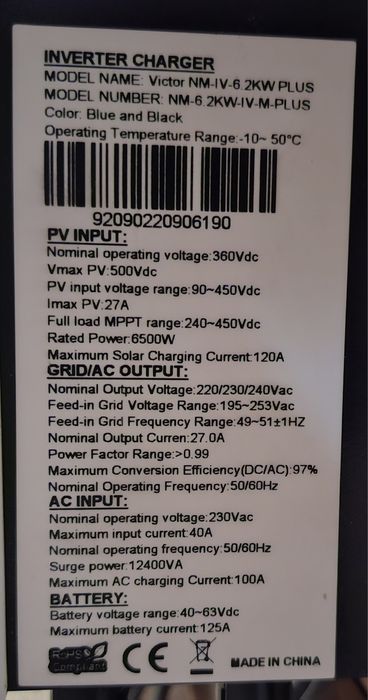 INVERTER CHARGER
MODEL NAME: Victor NM-IV-6.2KW PLUS
MODEL NUMBER: NM-6.2KW-IV-M-PLUS
Color: Blue and Black
Operating Temperature Range:-10~ 50°C
92090220906190
PV INPUT:
Nominal operating voltage:360Vdc
Vmax PV:500Vdc
PV input voltage range:90~450Vdc
Imax PV:27A
Full load MPPT range:240~450Vdc
Rated Power:6500W
Maximum Solar Charging Current:120A
GRID/AC OUTPUT:
Nominal Output Voltage:220/230/240Vac
Feed-in Grid Voltage Range:195~253Vac
Feed-in Grid Frequency Range:49~51±1HZ
Nominal Output Curren:27.0A
Power Factor Range:>0.99
Maximum Conversion Efficiency(DC/AC):97%
Nominal Operating Frequency:50/60Hz
AC INPUT:
Nominal operating voltage:230Vac
Maximum input current:40A
Nominal operating frequency:50/60Hz
Surge power:12400VA
Maximum AC charging Current:100A
BATTERY:
Battery voltage range:40~63Vdc
Maximum battery current:125A
RoHS
Compliant
CE
MADE IN CHINA